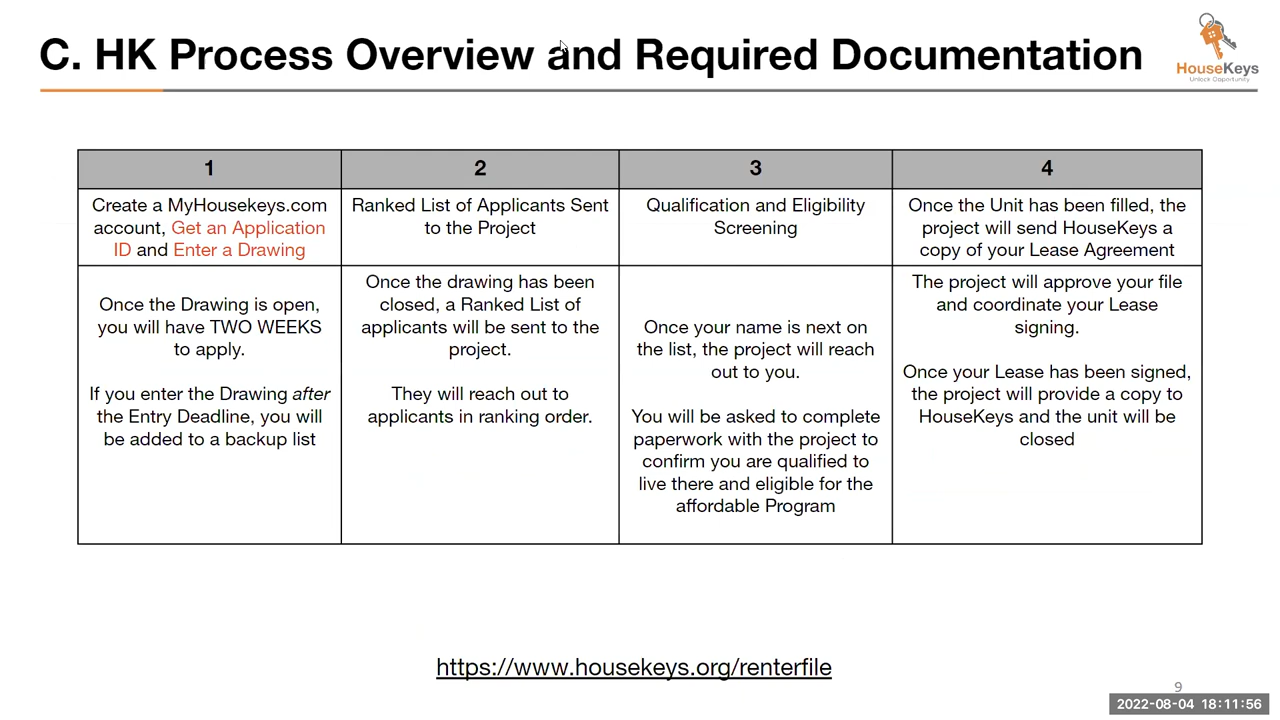 C. HK Process Overview and Required Documentation
HouseKeys
Unlock Opportunity
1
2
3
4
Create a MyHousekeys.com
account, Get an Application
ID and Enter a Drawing
Ranked List of Applicants Sent
to the Project
Qualification and Eligibility
Screening
Once the Unit has been filled, the
project will send HouseKeys a
copy of your Lease Agreement
Once the Drawing is open,
you will have TWO WEEKS
to apply.
If you enter the Drawing after
the Entry Deadline, you will
be added to a backup list
Once the drawing has been
closed, a Ranked List of
applicants will be sent to the
project.
They will reach out to
applicants in ranking order.
Once your name is next on
the list, the project will reach
out to you.
You will be asked to complete
paperwork with the project to
confirm you are qualified to
live there and eligible for the
affordable Program
The project will approve your file
and coordinate your Lease
signing.
Once your Lease has been signed,
the project will provide a copy to
HouseKeys and the unit will be
closed
https://www.housekeys.org/renterfile
9
2022-08-04 18:11:56